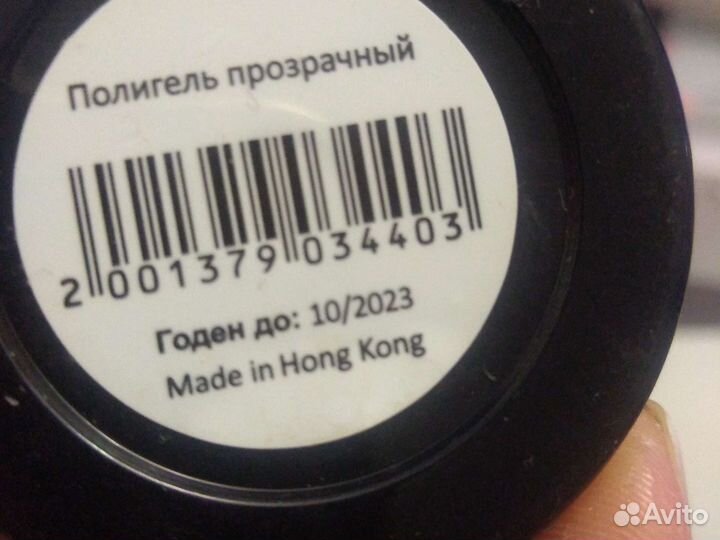 Полигель прозрачный
2 001379 034403
Годен до: 10/2023
Made in Hong Kong
Avito